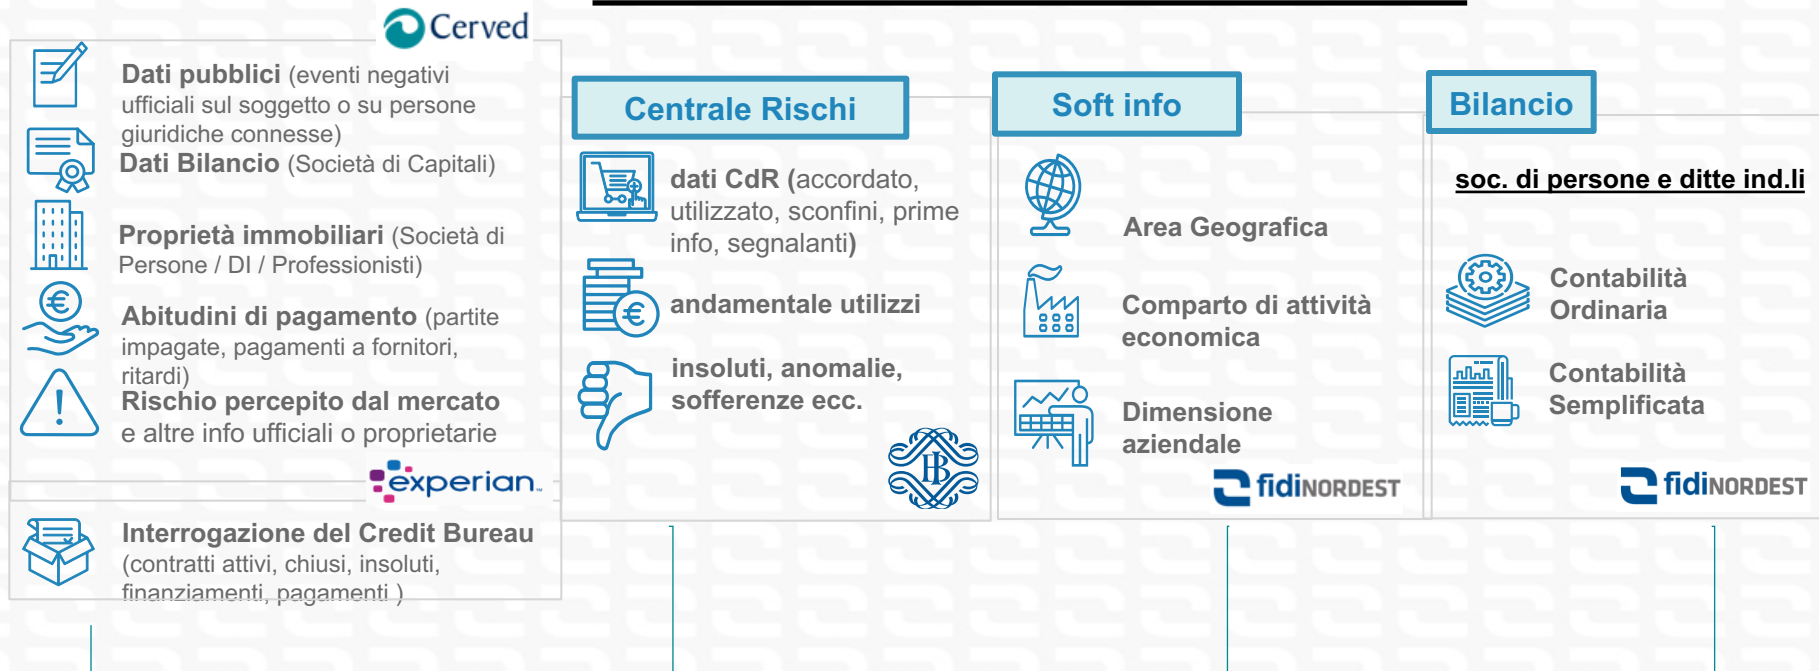 Cerved
Dati pubblici (eventi negativi
ufficiali sul soggetto o su persone
giuridiche connesse)
Dati Bilancio (Società di Capitali)
Proprietà immobiliari (Società di
Persone / DI / Professionisti)
Abitudini di pagamento (partite
impagate, pagamenti a fornitori,
ritardi)
Rischio percepito dal mercato
e altre info ufficiali o proprietarie
experian™
Interrogazione del Credit Bureau
(contratti attivi, chiusi, insoluti,
finanziamenti, pagamenti )
Centrale Rischi
dati CdR (accordato,
utilizzato, sconfini, prime
info, segnalanti)
andamentale utilizzi
insoluti, anomalie,
sofferenze ecc.
Soft info
Area Geografica
Comparto di attività
economica
Dimensione
aziendale
fidiNORDEST
Bilancio
soc. di persone e ditte ind.li
Contabilità
Ordinaria
Contabilità
Semplificata
fidiNORDEST